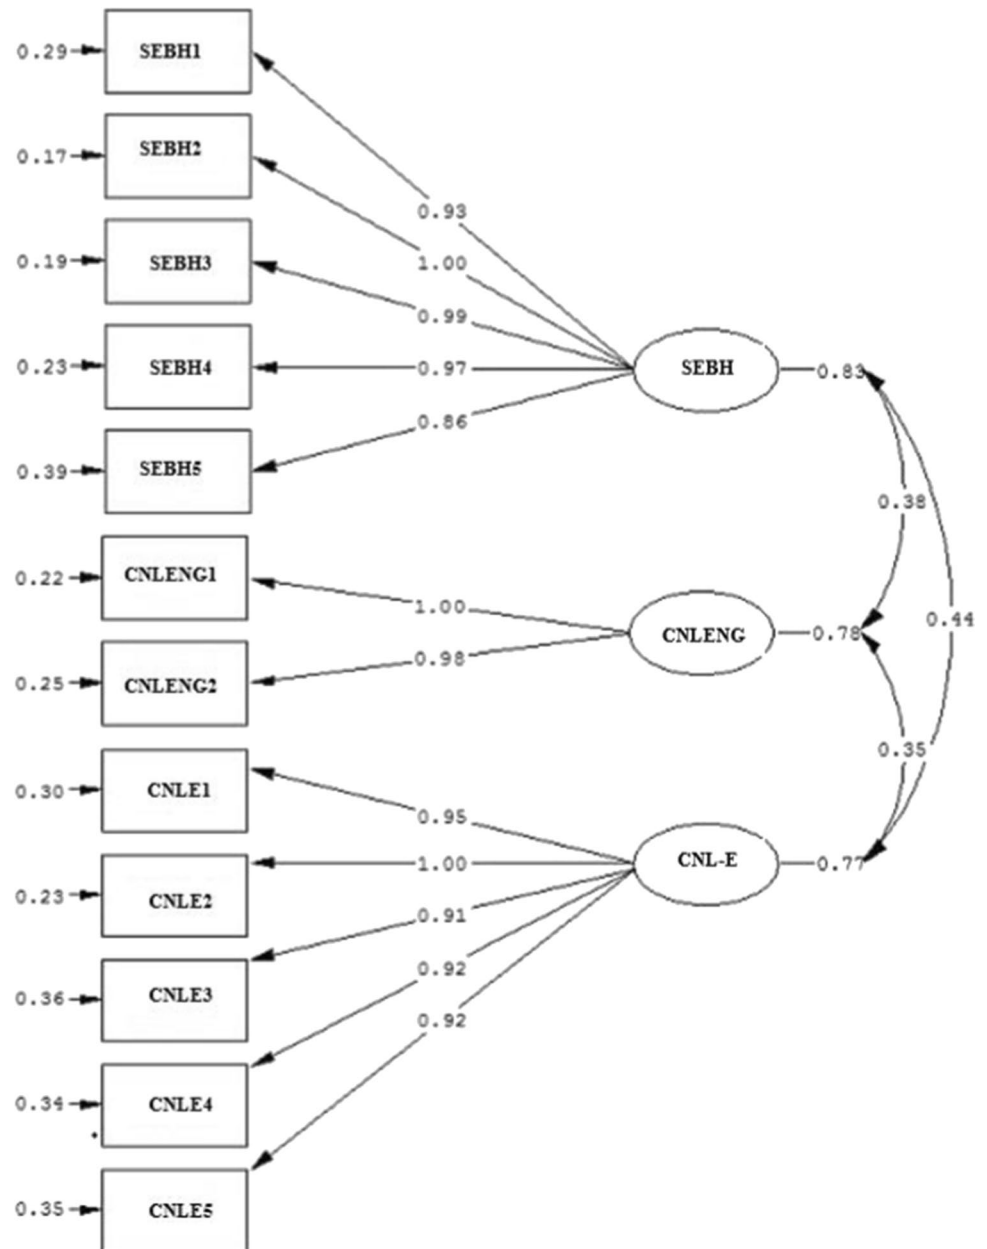 0.29 SEBH1
0.17 SEBH2
0.93
0.19 SEBH3
1.00
0.99
0.23 SEBH4 0.97 SEBH 0.83
0.86
0.39 SEBH5
0.38
0.22 CNLENG1
1.00
0.44
CNLENG 0.78
0.98
0.25 CNLENG2
0.35
0.30 CNLE1
0.95
1.00 CNL-E 0.77
0.23 CNLE2
0.91
0.92
0.36 CNLE3
0.92
0.34 CNLE4
0.35 CNLE5